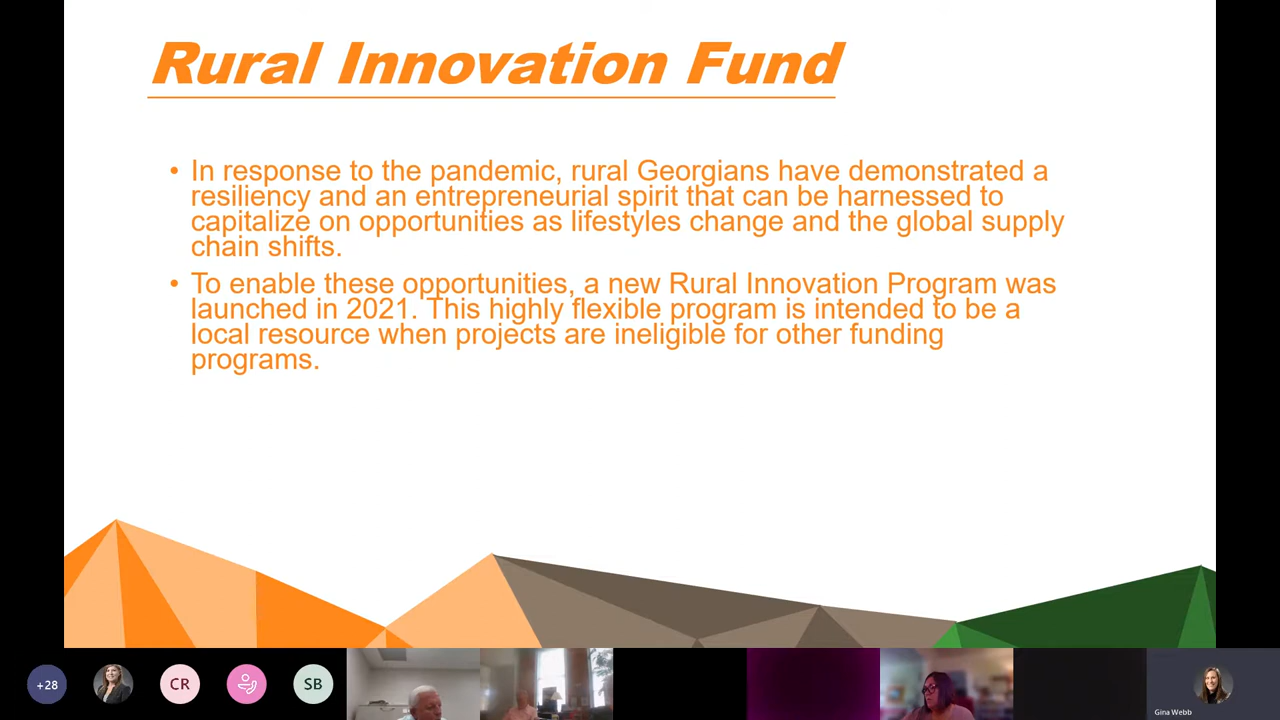 Rural Innovation Fund
• In response to the pandemic, rural Georgians have demonstrated a
resiliency and an entrepreneurial spirit that can be harnessed to
capitalize on opportunities as lifestyles change and the global supply
chain shifts.
• To enable these opportunities, a new Rural Innovation Program was
launched in 2021. This highly flexible program is intended to be a
local resource when projects are ineligible for other funding
programs.
+28
CR
SB
Gina Webb